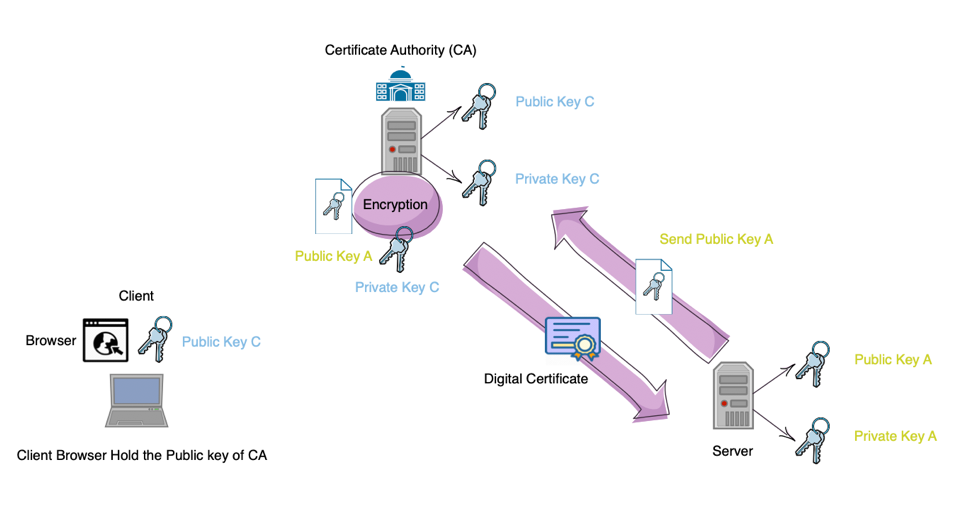 Certificate Authority (CA)
Public Key C
Private Key C
Encryption
Public Key A
Private Key C
Send Public Key A
Client
Browser
Public Key C
Client Browser Hold the Public key of CA
Digital Certificate
Public Key A
Private Key A
Server